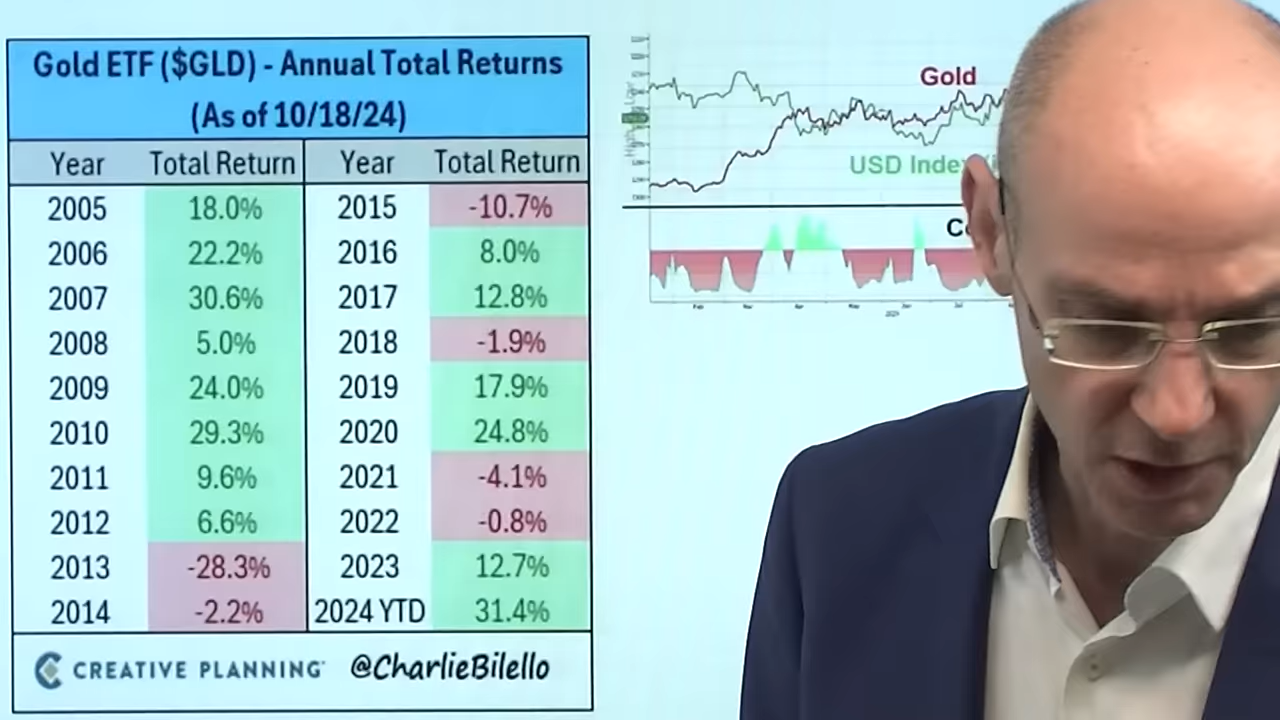 Gold ETF ($GLD) - Annual Total Returns
(As of 10/18/24)
Year Total Return Year Total Return
2005 18.0% 2015 -10.7%
2006 22.2% 2016 8.0%
2007 30.6% 2017 12.8%
2008 5.0% 2018 -1.9%
2009 24.0% 2019 17.9%
2010 29.3% 2020 24.8%
2011 9.6% 2021 -4.1%
2012 6.6% 2022 -0.8%
2013 -28.3% 2023 12.7%
2014 -2.2% 2024 YTD 31.4%
CREATIVE PLANNING @CharlieBilello
Gold
USD Index